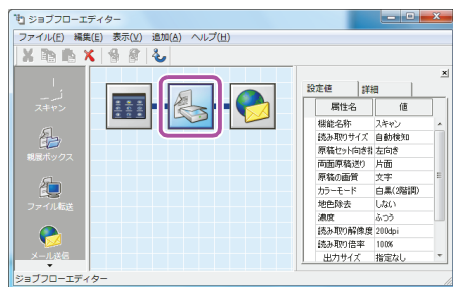 ジョブフローエディター
ファイル(F) 編集(E) 表示(V) 追加(A) ヘルプ(H)
スキャン
親展ボックス
ファイル転送
メール送信
設定値 詳細
属性名 値
機能名称 スキャン
読み取りサイズ 自動検知
原稿セット向き指 左向き
両面原稿送り 片面
原稿の画質 文字
カラーモード 白黒(2階調)
地色除去 しない
濃度 ふつう
読み取り解像度 200dpi
読み取り倍率 100%
出力サイズ 指定なし
ジョブフローエディター